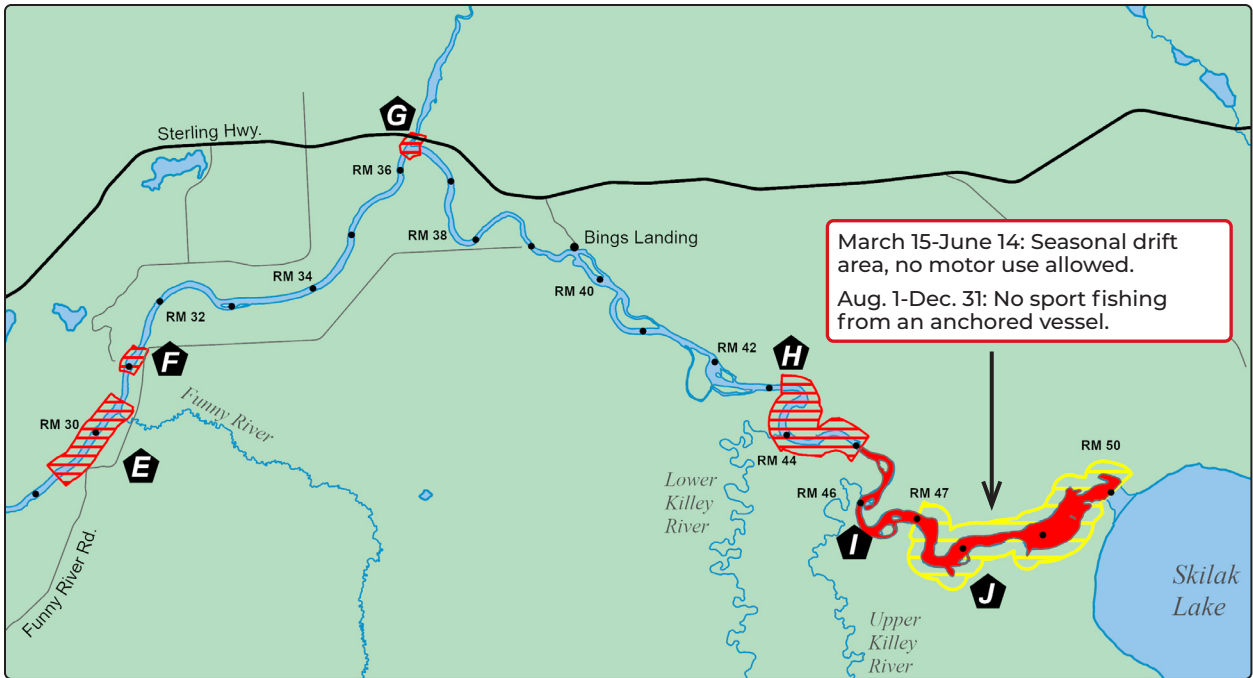 G
Sterling Hwy.
RM 36
RM 38
Bings Landing
March 15-June 14: Seasonal drift
area, no motor use allowed.
Aug. 1-Dec. 31: No sport fishing
from an anchored vessel.
RM 34
RM 40
RM 32
RM 42
H
F
Funny River
RM 30
E
RM 44
RM 50
Lower
Killey
River
RM 46
RM 47
I
J
Skilak
Lake
Funny River Rd.
Upper
Killey
River